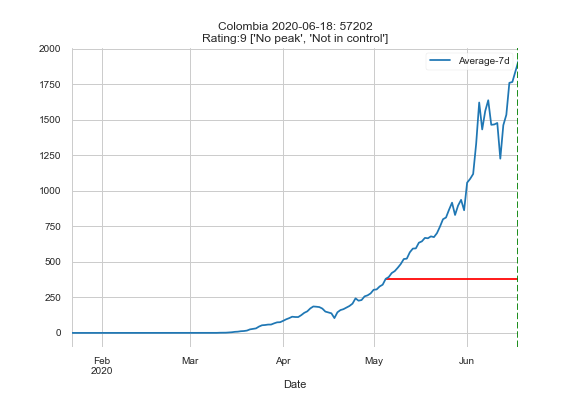 Colombia 2020-06-18: 57202
Rating:9 ['No peak', 'Not in control']
Average-7d
2000
1750
1500
1250
1000
750
500
250
0
Feb
2020
Mar
Apr
May
Jun
Date